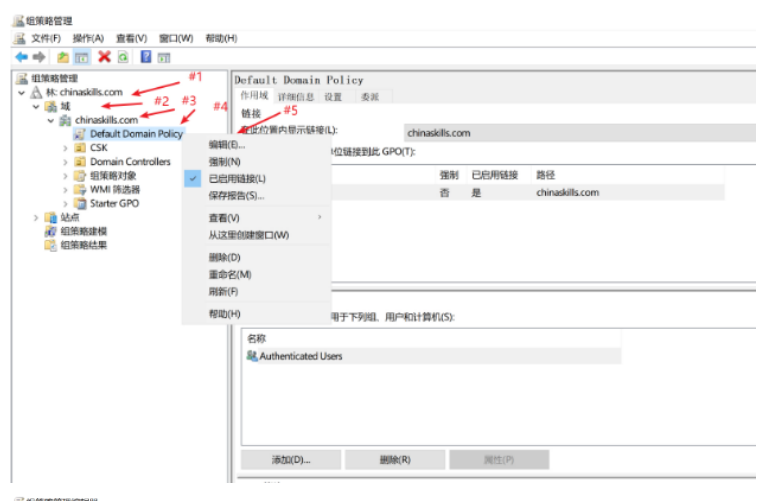 组策略管理
文件(F) 操作(A) 查看(V) 窗口(W) 帮助(H)
组策略管理
林: chinaskills.com
#1
域
#2
#3
chinaskills.com
#4
Default Domain Policy
CSK
Domain Controllers
组策略对象
WMI 筛选器
Starter GPO
站点
组策略建模
组策略结果
编辑(E)...
强制(N)
已启用链接(L)
保存报告(S)...
查看(V)
从这里创建窗口(W)
删除(D)
重命名(M)
刷新(F)
帮助(H)
Default Domain Policy
作用域 详细信息 设置 委派
链接
#5
在此位置内显示链接(L):
chinaskills.com
位链接到此 GPO(T):
强制 已启用链接 路径
否 是 chinaskills.com
用于下列组、用户和计算机(S):
名称
Authenticated Users
添加(D)... 删除(R) 属性(P)